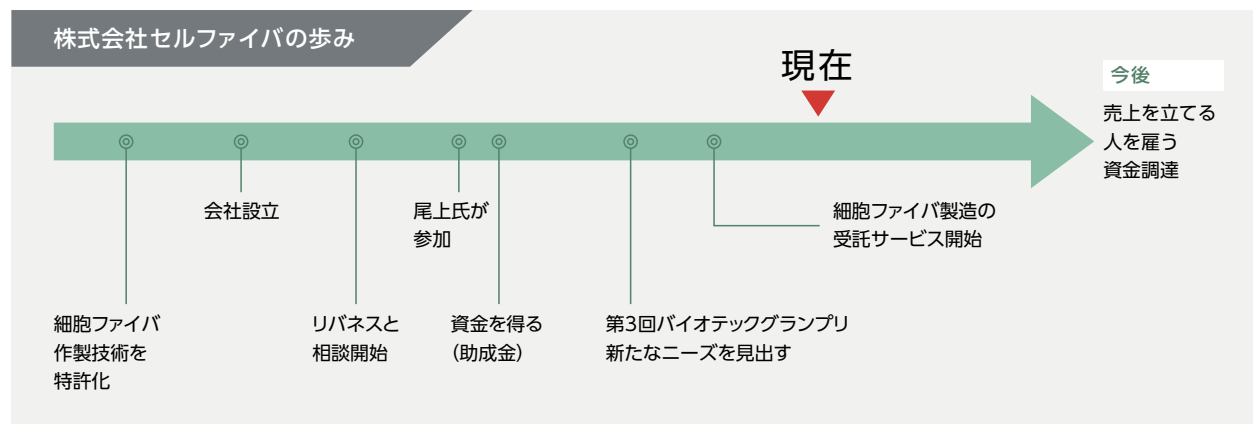 株式会社セルファイバの歩み
現在
今後
売上を立てる
人を雇う
資金調達
会社設立
尾上氏が
参加
細胞ファイバ製造の
受託サービス開始
細胞ファイバ
作製技術を
特許化
リバネスと
相談開始
資金を得る
（助成金）
第3回バイオテックグランプリ
新たなニーズを見出す